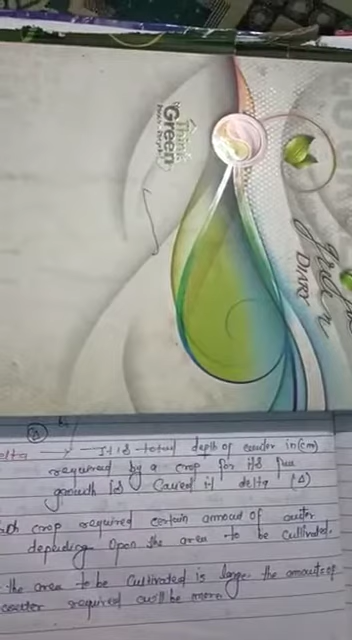 Think
Green
DIARY
Delta → - It is total depth of water in (cm)
required by a crop for its full
growth is called it delta (Δ)
crop required certain amount of water
depending Upon the area to be cultivated.
the area to be cultivated is large the amounts of
water required will be more